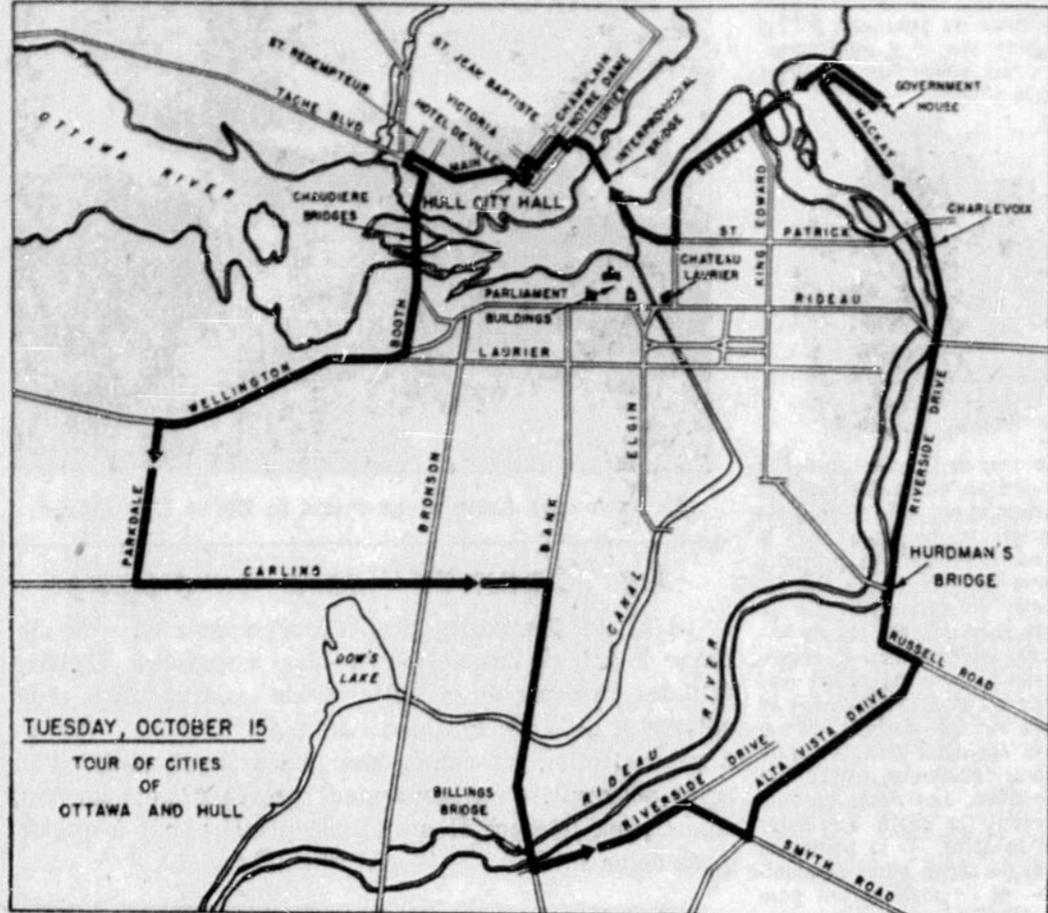 ST. REDEMPTEUR
ST. JEAN BAPTISTE
CHAMPLAIN
NOTRE DAME
LAURIER
INTERPROVINCIAL
BRIDGE
GOVERNMENT
HOUSE
TACHE BLVD.
HOTEL DE VILLE
VICTORIA
MAIN
SUSSEX
MACKAY
OTTAWA
RIVER
CHAUDIERE
BRIDGES
HULL CITY HALL
KING EDWARD
CHARLEVOIX
ST. PATRICK
CHATEAU
LAURIER
PARLIAMENT
BUILDINGS
RIDEAU
BOOTH
LAURIER
WELLINGTON
ELGIN
RIVERSIDE DRIVE
PARKDALE
BRONSON
BANK
HURDMAN'S
BRIDGE
CARLING
CANAL
DOW'S
LAKE
RUSSELL ROAD
TUESDAY, OCTOBER 15
TOUR OF CITIES
OF
OTTAWA AND HULL
RIDEAU RIVER
RIVERSIDE DRIVE
ALTA VISTA DRIVE
BILLINGS
BRIDGE
SMYTH
ROAD